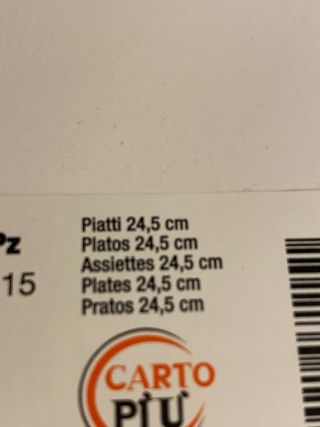 Piatti 24,5 cm
Pz
Platos 24,5 cm
Assiettes 24,5 cm
15
Plates 24,5 cm
Pratos 24,5 cm
CARTO
PIÙ